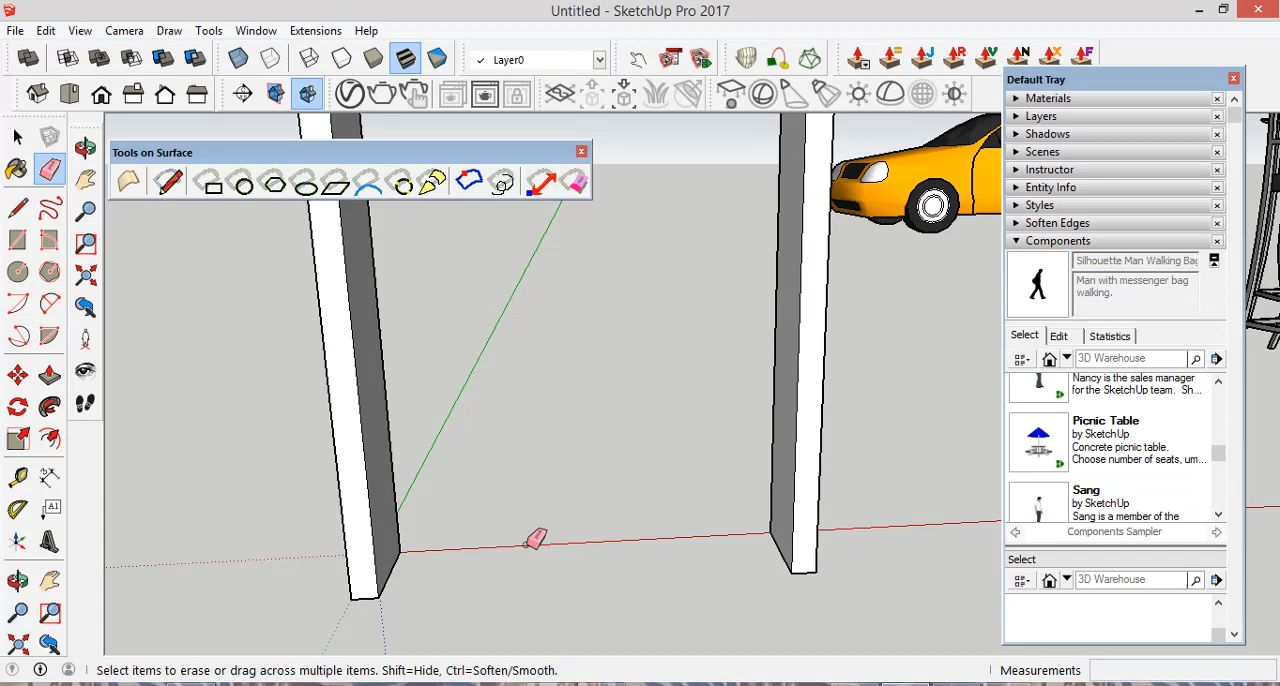 Untitled - SketchUp Pro 2017
File Edit View Camera Draw Tools Window Extensions Help
Layer0
Default Tray
Materials
Layers
Shadows
Scenes
Instructor
Entity Info
Styles
Soften Edges
Components
Tools on Surface
Silhouette Man Walking Bag
Man with messenger bag
walking.
Select Edit Statistics
3D Warehouse
Nancy is the sales manager
for the SketchUp team. Sh...
Picnic Table
by SketchUp
Concrete picnic table.
Choose number of seats, um...
Sang
by SketchUp
Sang is a member of the
Components Sampler
Select
3D Warehouse
A1
Select items to erase or drag across multiple items. Shift=Hide, Ctrl=Soften/Smooth.
Measurements